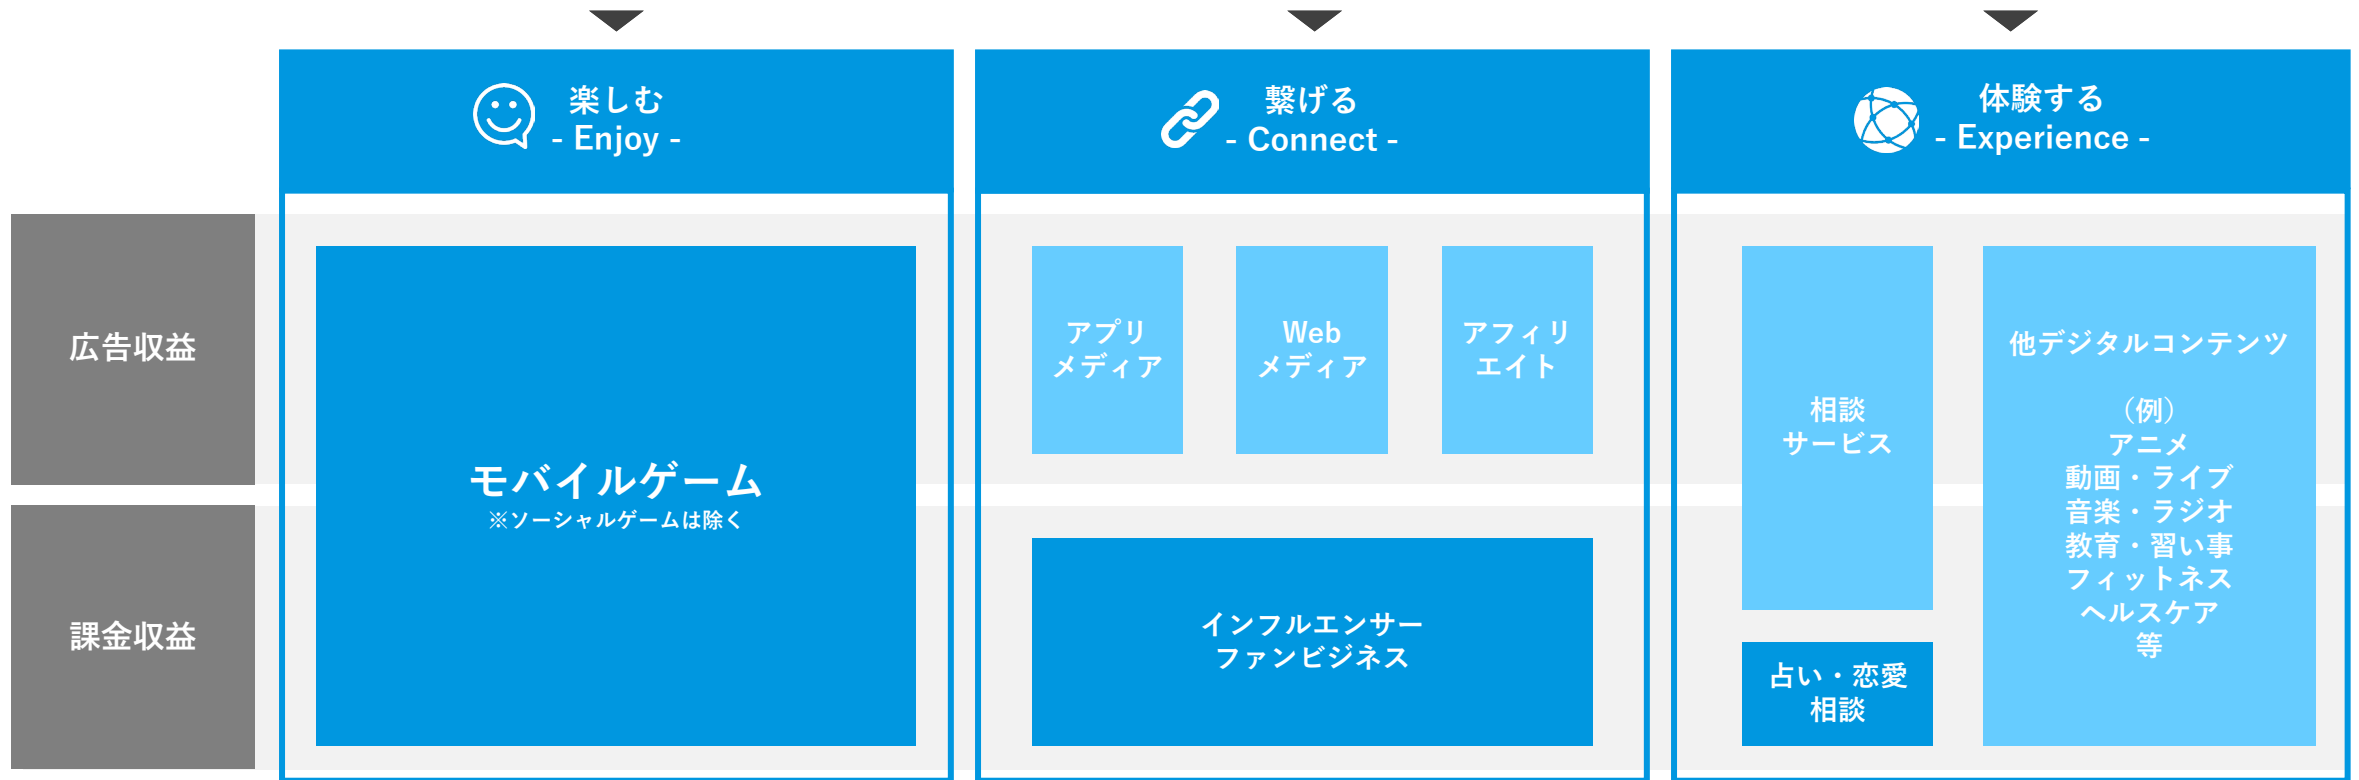 楽しむ
- Enjoy -
繋げる
- Connect -
体験する
- Experience -
広告収益
課金収益
モバイルゲーム
※ソーシャルゲームは除く
アプリ
メディア
Web
メディア
アフィリ
エイト
インフルエンサー
ファンビジネス
相談
サービス
占い・恋愛
相談
他デジタルコンテンツ
（例）
アニメ
動画・ライブ
音楽・ラジオ
教育・習い事
フィットネス
ヘルスケア
等